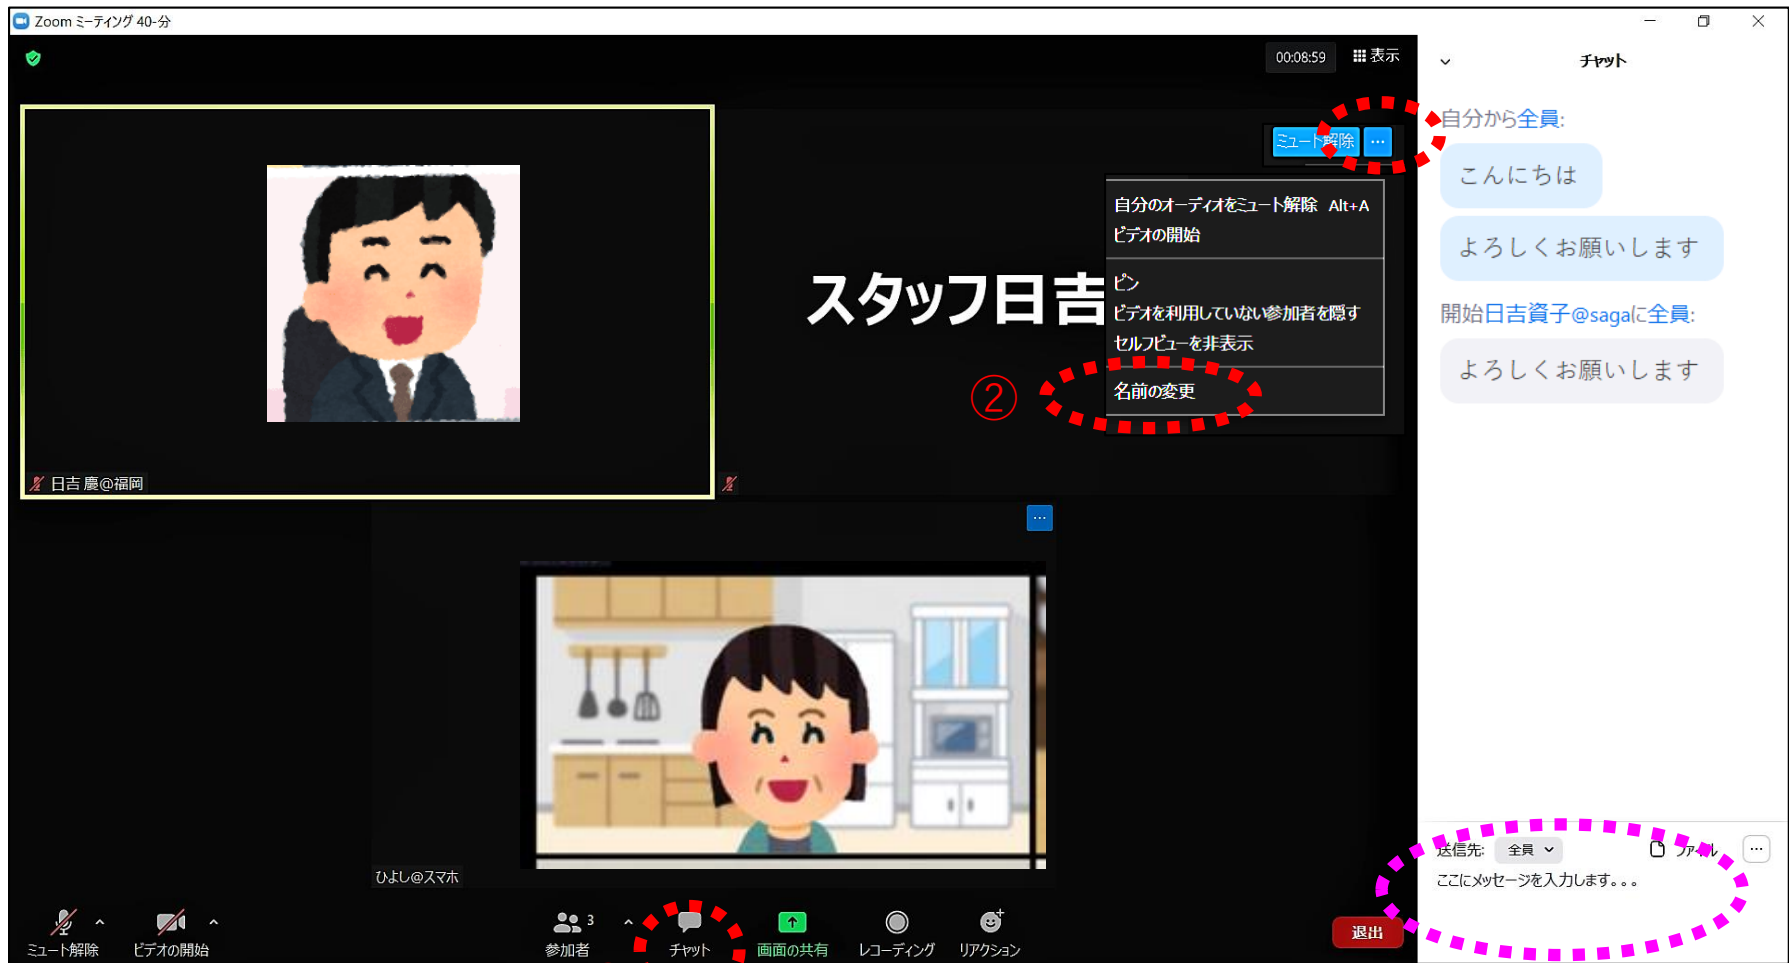 Zoom ミーティング 40-分
00:08:59
表示
ミュート解除 …
自分のオーディオをミュート解除 Alt+A
ビデオの開始
ピン
ビデオを利用していない参加者を隠す
セルフビューを非表示
名前の変更
②
スタッフ日吉
日吉 慶@福岡
…
ひよし@スマホ
ミュート解除
ビデオの開始
3
参加者
チャット
画面の共有
レコーディング
リアクション
退出
チャット
自分から全員:
こんにちは
よろしくお願いします
開始日吉資子@sagaに全員:
よろしくお願いします
送信先: 全員 ファイル …
ここにメッセージを入力します。。。